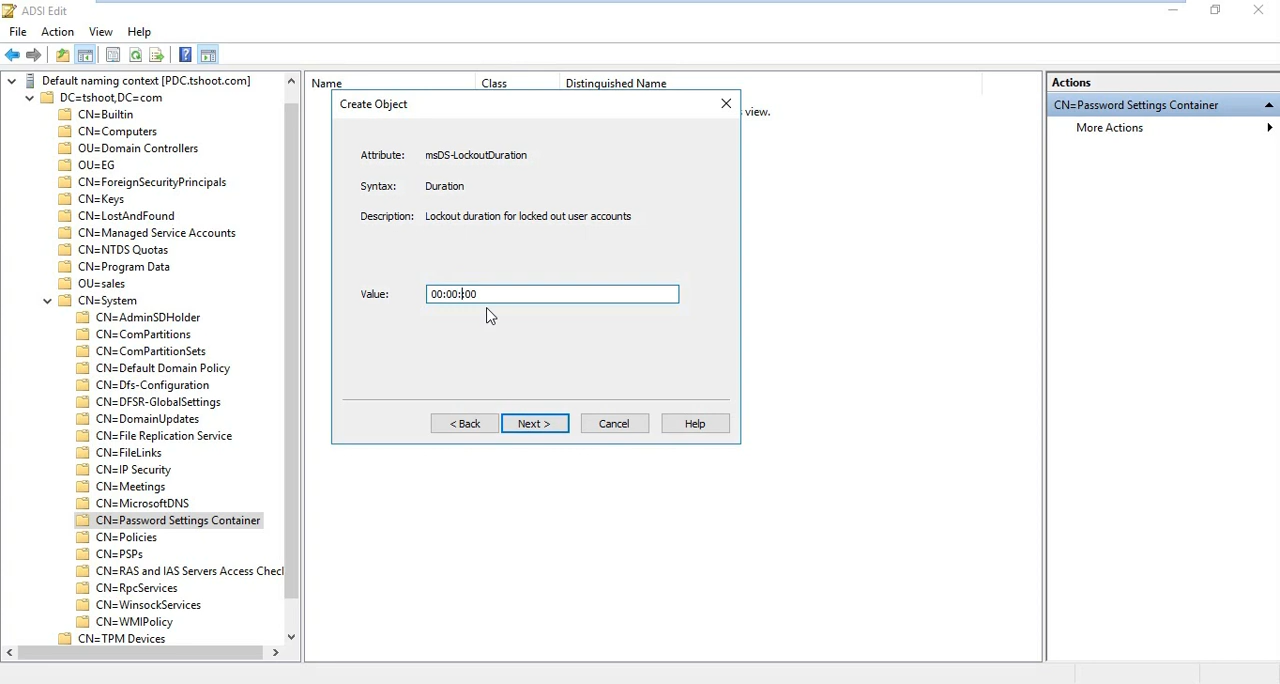 ADSI Edit
File Action View Help
Default naming context [PDC.tshoot.com]
DC=tshoot,DC=com
CN=Builtin
CN=Computers
OU=Domain Controllers
OU=EG
CN=ForeignSecurityPrincipals
CN=Keys
CN=LostAndFound
CN=Managed Service Accounts
CN=NTDS Quotas
CN=Program Data
OU=sales
CN=System
CN=AdminSDHolder
CN=ComPartitions
CN=ComPartitionSets
CN=Default Domain Policy
CN=Dfs-Configuration
CN=DFSR-GlobalSettings
CN=DomainUpdates
CN=File Replication Service
CN=FileLinks
CN=IP Security
CN=Meetings
CN=MicrosoftDNS
CN=Password Settings Container
CN=Policies
CN=PSPs
CN=RAS and IAS Servers Access Check
CN=RpcServices
CN=WinsockServices
CN=WMIPolicy
CN=TPM Devices
Name Class Distinguished Name
view.
Create Object
Attribute: msDS-LockoutDuration
Syntax: Duration
Description: Lockout duration for locked out user accounts
Value: 00:00::00
< Back Next > Cancel Help
Actions
CN=Password Settings Container
More Actions